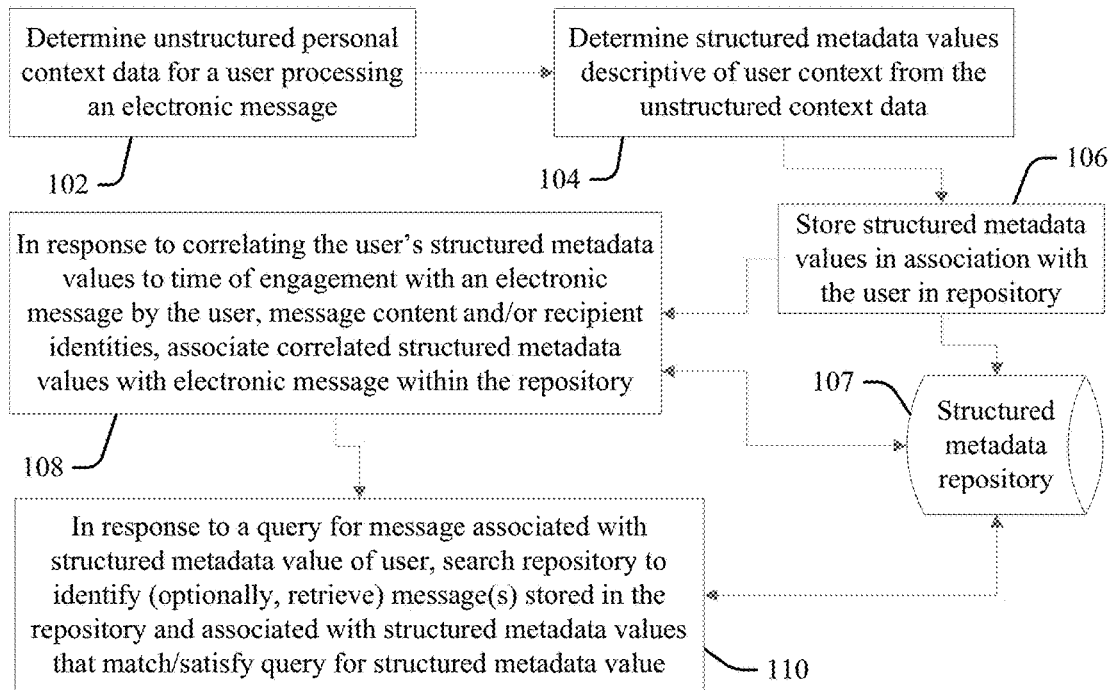 Determine unstructured personal
context data for a user processing
an electronic message
102
Determine structured metadata values
descriptive of user context from the
unstructured context data
104
106
Store structured metadata
values in association with
the user in repository
107
Structured
metadata
repository
In response to correlating the user's structured metadata
values to time of engagement with an electronic
message by the user, message content and/or recipient
identities, associate correlated structured metadata
values with electronic message within the repository
108
In response to a query for message associated with
structured metadata value of user, search repository to
identify (optionally, retrieve) message(s) stored in the
repository and associated with structured metadata values
that match/satisfy query for structured metadata value
110